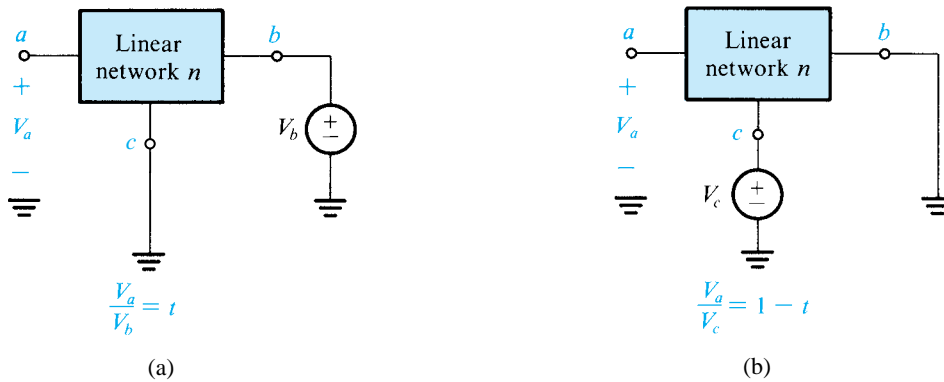 a
Linear
network n
b
+
V_a
−
c
V_b
+
−
V_a/V_b = t
(a)
a
Linear
network n
b
+
V_a
−
c
V_c
+
−
V_a/V_c = 1 − t
(b)